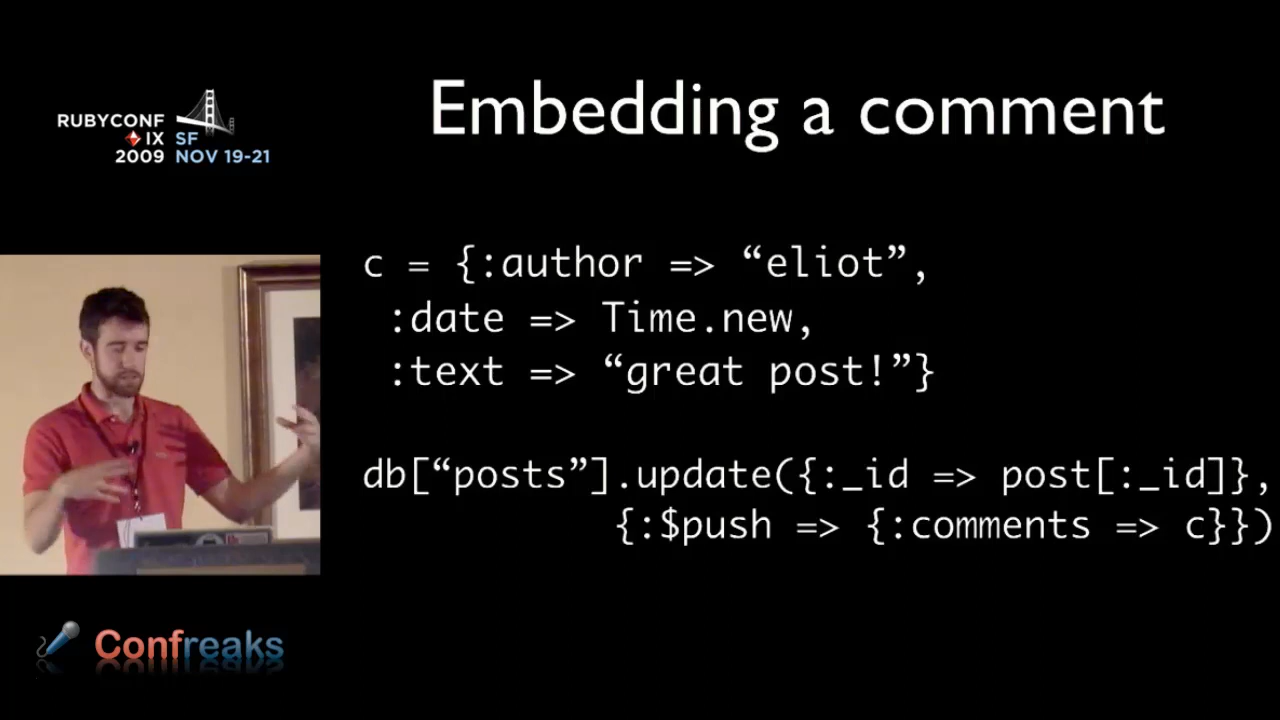 RUBYCONF
IX SF
2009 NOV 19-21
Embedding a comment
c = {:author => “eliot”,
:date => Time.new,
:text => “great post!”}
db[“posts”].update({:_id => post[:_id]},
{:$push => {:comments => c}})
Confreaks